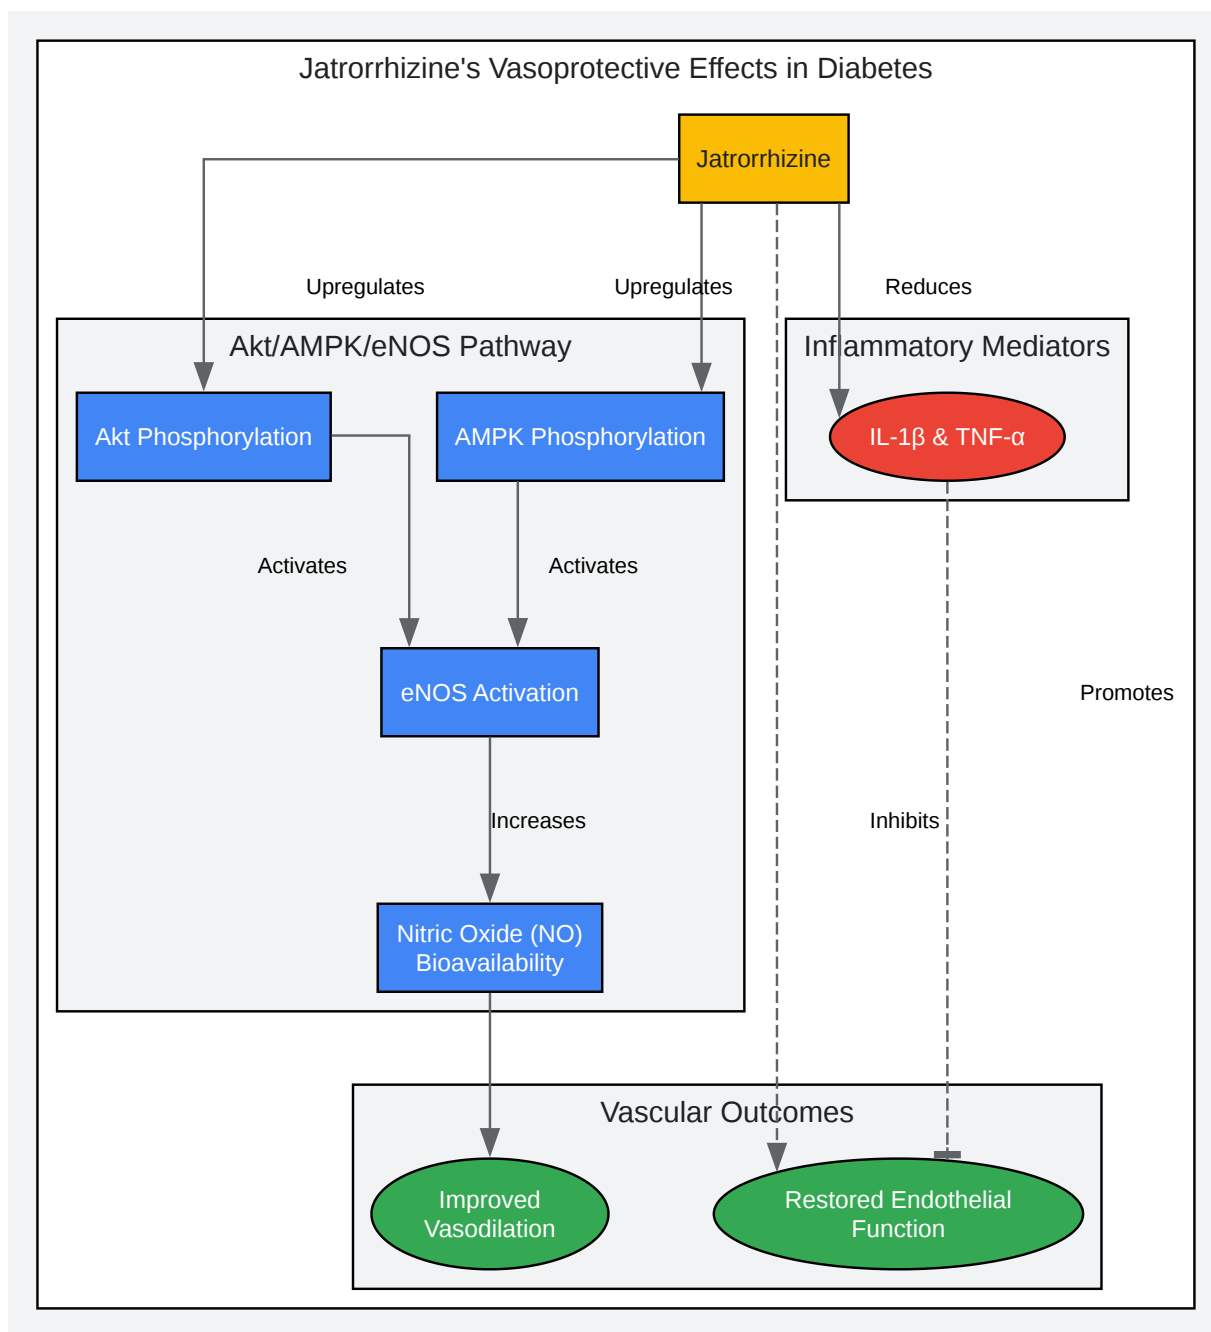 Jatrorrhizine's Vasoprotective Effects in Diabetes
Jatrorrhizine
Upregulates
Upregulates
Reduces
Akt/AMPK/eNOS Pathway
Inflammatory Mediators
Akt Phosphorylation
AMPK Phosphorylation
IL-1β & TNF-α
Activates
Activates
eNOS Activation
Promotes
Increases
Inhibits
Nitric Oxide (NO)
Bioavailability
Vascular Outcomes
Improved
Vasodilation
Restored Endothelial
Function